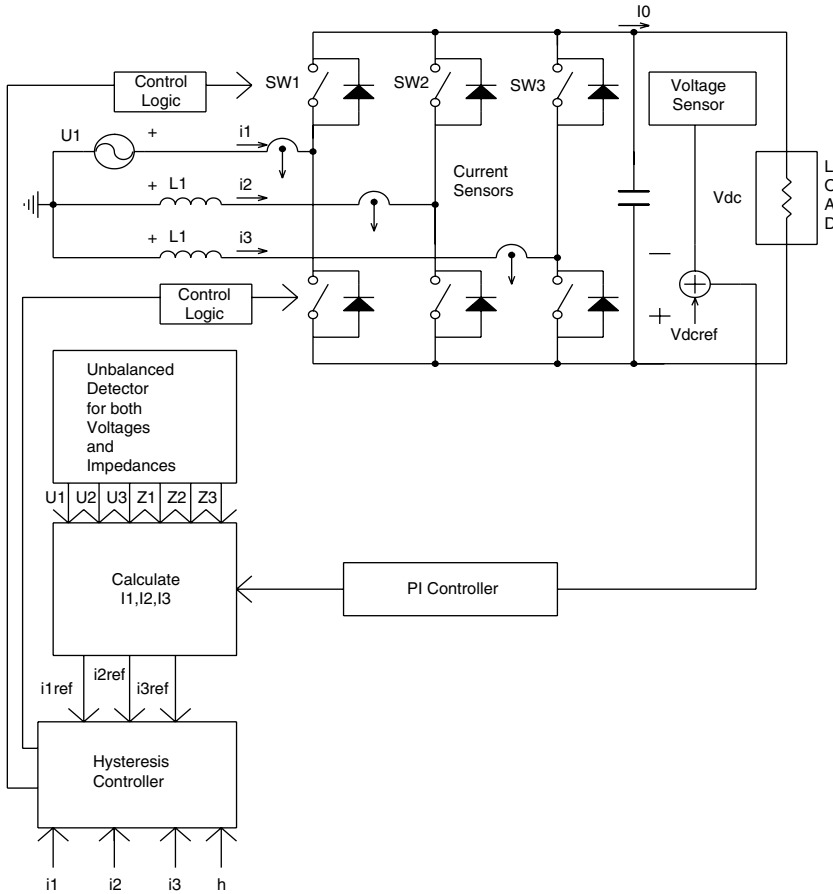 I0
Control
Logic
SW1
SW2
SW3
Voltage
Sensor
U1
+
i1
Current
Sensors
+ L1
i2
Vdc
L
O
A
D
+ L1
i3
Control
Logic
Vdcref
Unbalanced
Detector
for both
Voltages
and
Impedances
U1 U2 U3 Z1 Z2 Z3
Calculate
I1,I2,I3
PI Controller
i1ref
i2ref
i3ref
Hysteresis
Controller
i1 i2 i3 h